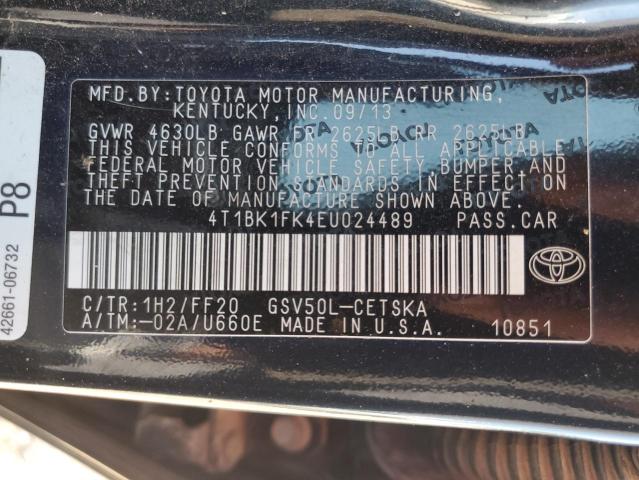 MFD.BY:TOYOTA MOTOR MANUFACTURING,
KENTUCKY, INC.09/13
GVWR 4630LB GAWR FR 2625LB RR 2625LB
THIS VEHICLE CONFORMS TO ALL APPLICABLE
FEDERAL MOTOR VEHICLE SAFETY BUMPER,AND
THEFT PREVENTION STANDARDS IN EFFECT ON
THE DATE OF MANUFACTURE SHOWN ABOVE.
4T1BK1FK4EU024489 PASS.CAR
C/TR:1H2/FF20 GSV50L-CETSKA
A/TM:-02A/U660E MADE IN U.S.A. 10851
P8
42661-06732
TOYOTA